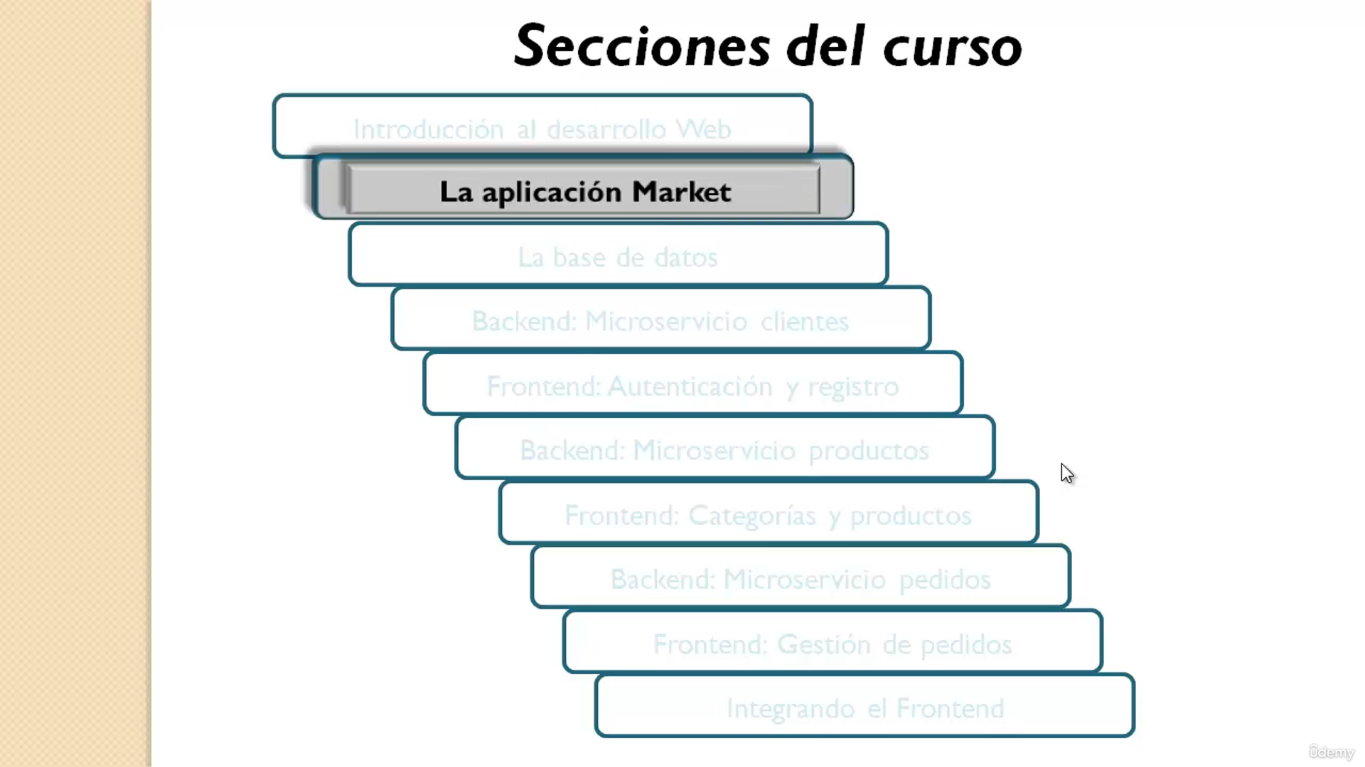 Secciones del curso
Introducción al desarrollo Web
La aplicación Market
La base de datos
Backend: Microservicio clientes
Frontend: Autenticación y registro
Backend: Microservicio productos
Frontend: Categorías y productos
Backend: Microservicio pedidos
Frontend: Gestión de pedidos
Integrando el Frontend
ûdemy